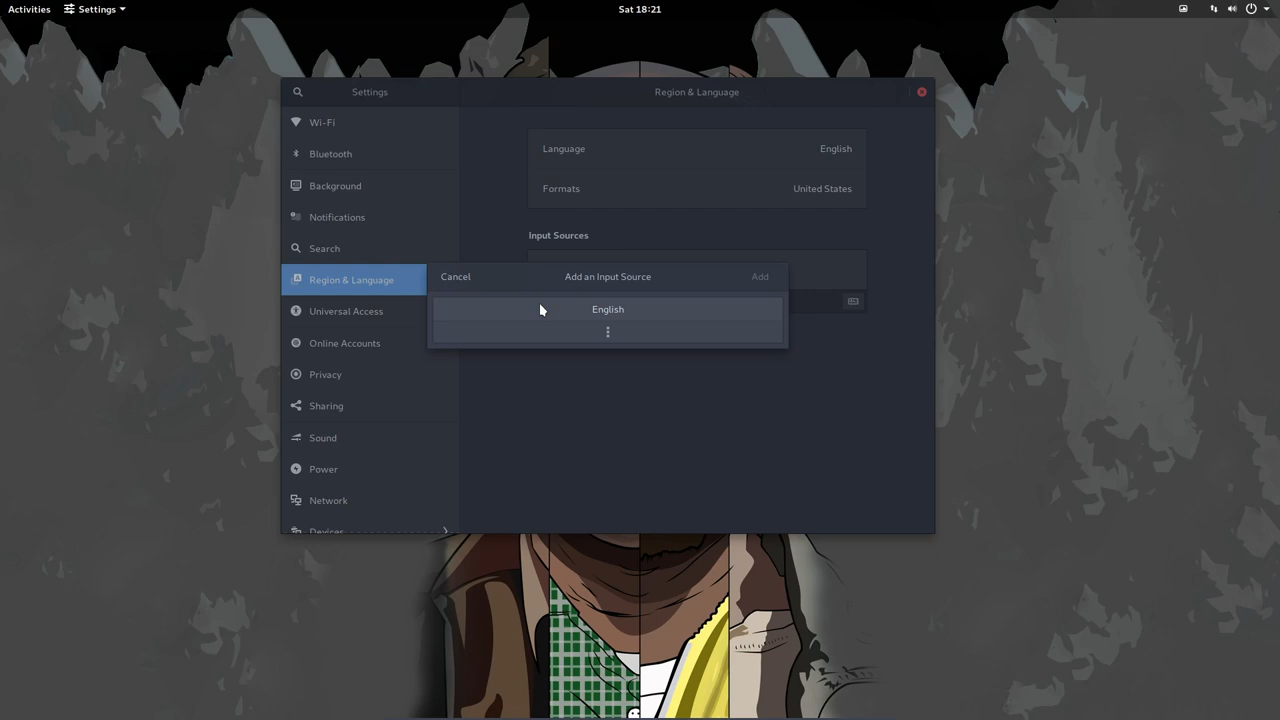 Activities
Settings
Sat 18:21
Settings
Region & Language
Wi-Fi
Bluetooth
Background
Notifications
Search
Region & Language
Universal Access
Online Accounts
Privacy
Sharing
Sound
Power
Network
Devices
Language
English
Formats
United States
Input Sources
Cancel
Add an Input Source
Add
English